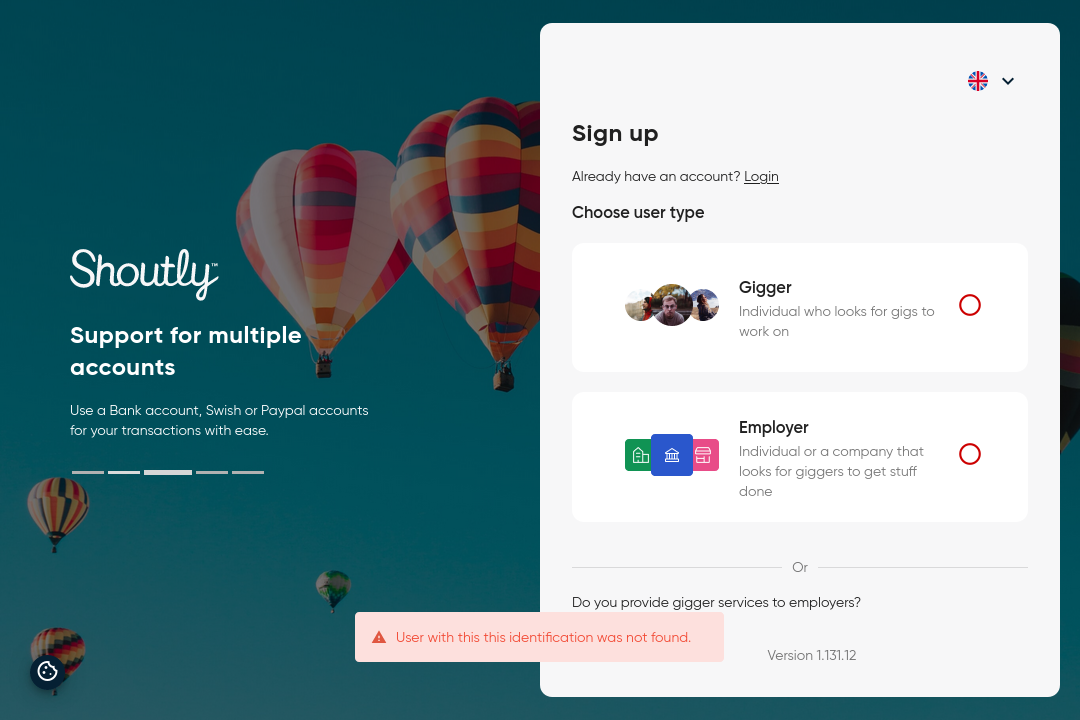 Shoutly™
Support for multiple
accounts
Use a Bank account, Swish or Paypal accounts
for your transactions with ease.
Sign up
Already have an account? Login
Choose user type
Gigger
Individual who looks for gigs to
work on
Employer
Individual or a company that
looks for giggers to get stuff
done
Or
Do you provide gigger services to employers?
User with this this identification was not found.
Version 1.131.12